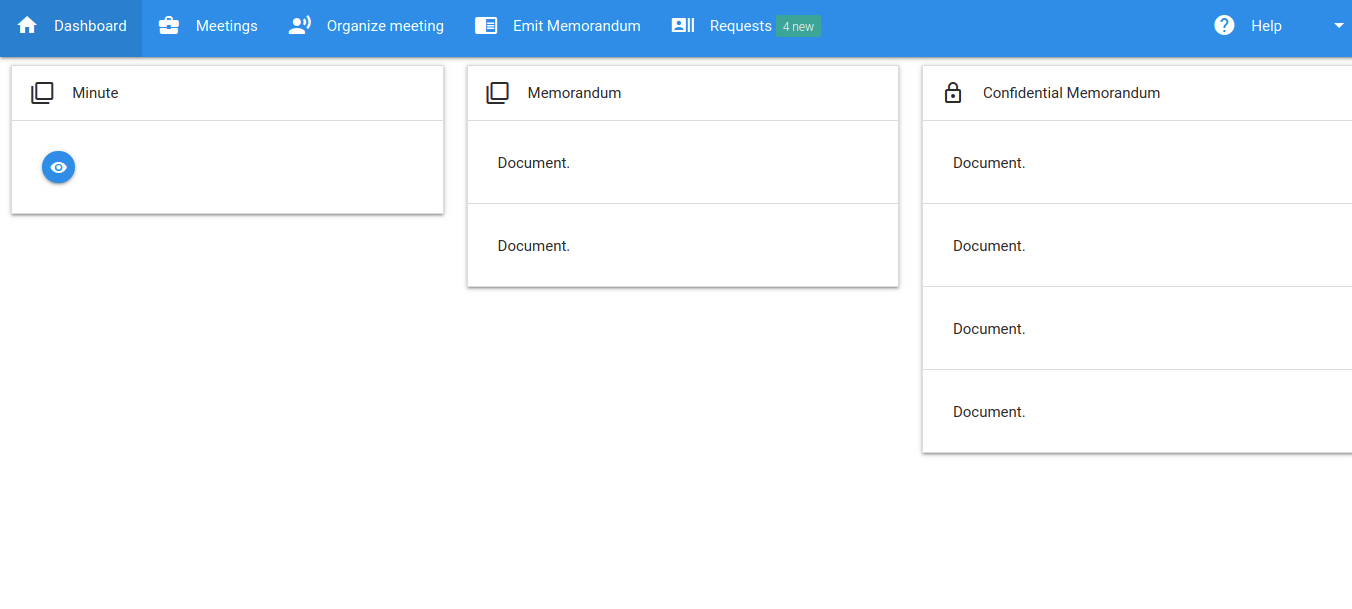 Dashboard Meetings Organize meeting Emit Memorandum Requests 4 new Help
Minute
Memorandum
Document.
Document.
Confidential Memorandum
Document.
Document.
Document.
Document.